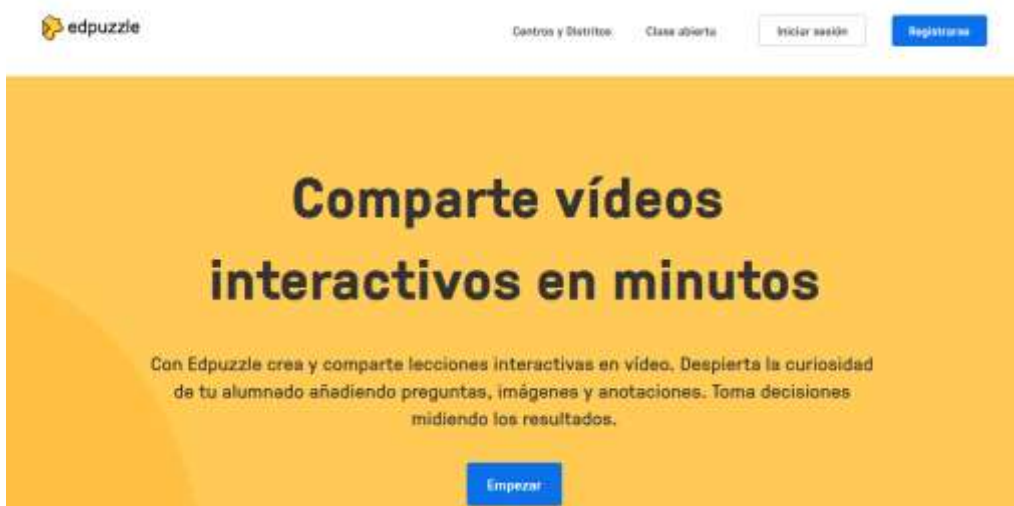 edpuzzle
Centros y Distritos
Clase abierta
Iniciar sesión
Registrarse
Comparte vídeos
interactivos en minutos
Con Edpuzzle crea y comparte lecciones interactivas en vídeo. Despierta la curiosidad
de tu alumnado añadiendo preguntas, imágenes y anotaciones. Toma decisiones
midiendo los resultados.
Empezar